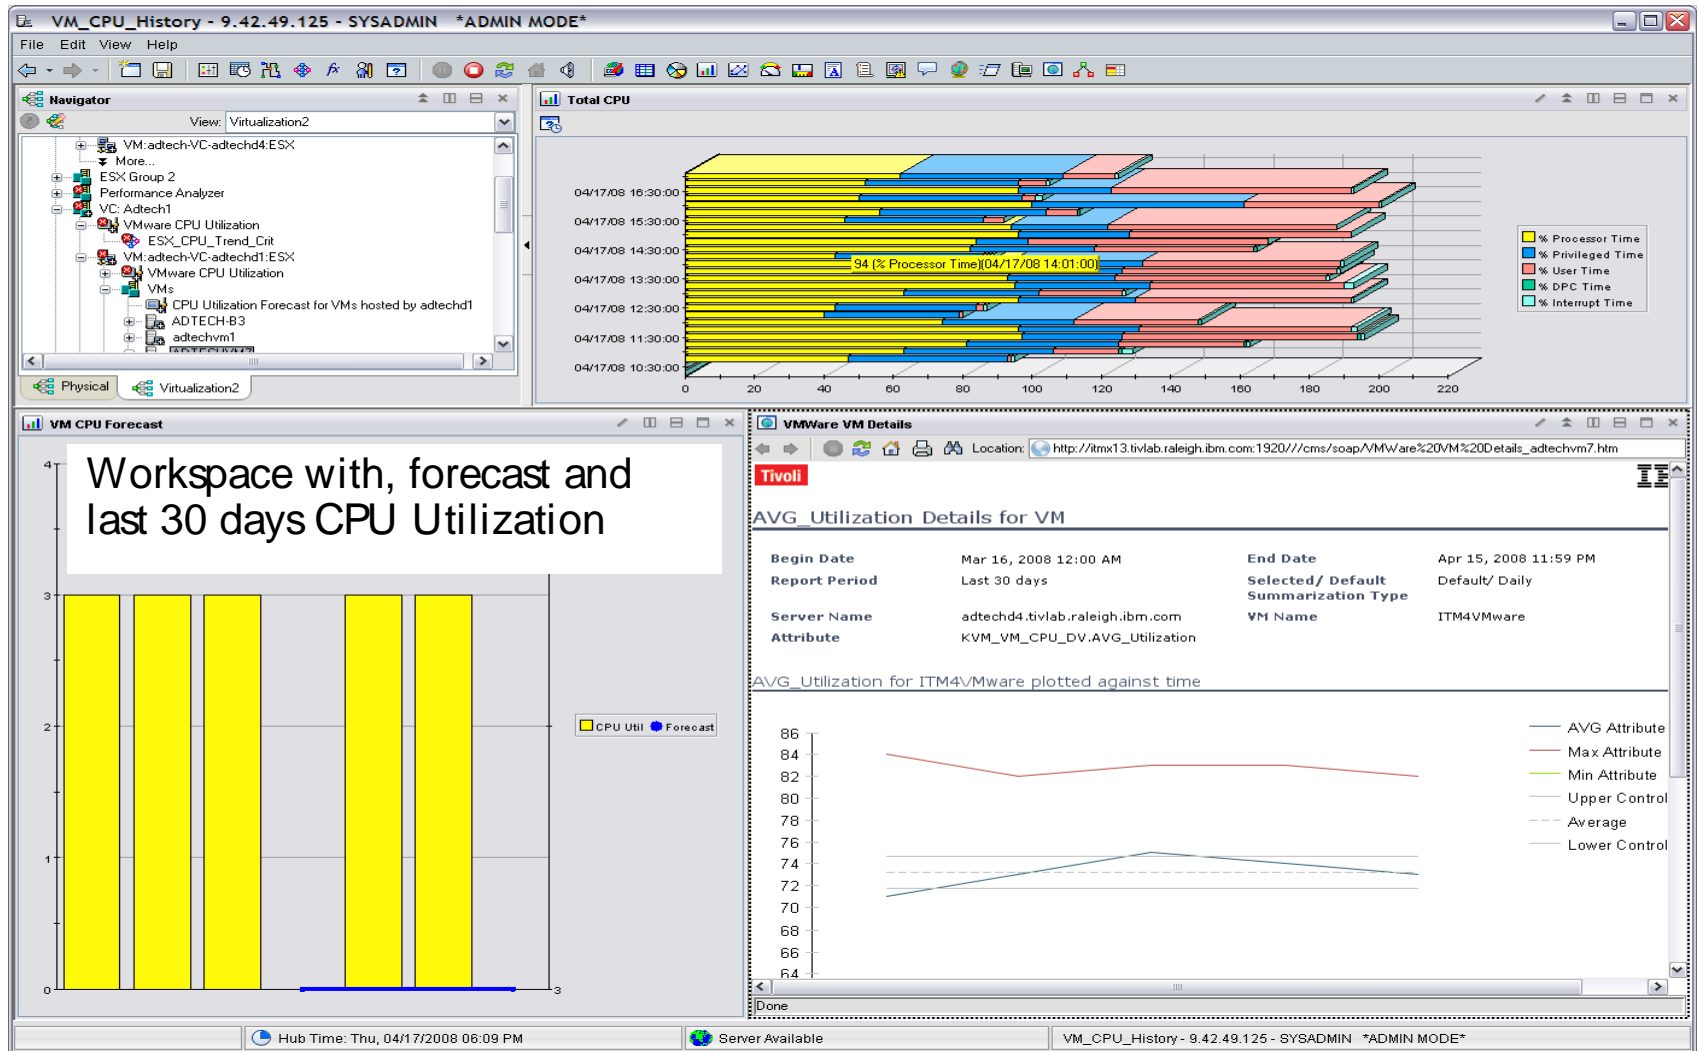 VM_CPU_History - 9.42.49.125 - SYSADMIN *ADMIN MODE*
File Edit View Help
Navigator
View: Virtualization2
VM:adtech-VC-adtechd4:ESX
More...
ESX Group 2
Performance Analyzer
VC: Adtech1
VMware CPU Utilization
ESX_CPU_Trend_Crit
VM:adtech-VC-adtechd1:ESX
VMware CPU Utilization
VMs
CPU Utilization Forecast for VMs hosted by adtechd1
ADTECH-B3
adtechvm1
ADTECHVM7
Physical Virtualization2
Total CPU
04/17/08 16:30:00
04/17/08 15:30:00
04/17/08 14:30:00
94 (% Processor Time)(04/17/08 14:01:00)
04/17/08 13:30:00
04/17/08 12:30:00
04/17/08 11:30:00
04/17/08 10:30:00
0 20 40 60 80 100 120 140 160 180 200 220
% Processor Time
% Privileged Time
% User Time
% DPC Time
% Interrupt Time
VM CPU Forecast
Workspace with, forecast and
last 30 days CPU Utilization
4
3
2
1
0
3
CPU Util Forecast
VMWare VM Details
Location: http://itmx13.tivlab.raleigh.ibm.com:1920///cms/soap/VMWare%20VM%20Details_adtechvm7.htm
Tivoli
AVG_Utilization Details for VM
Begin Date Mar 16, 2008 12:00 AM End Date Apr 15, 2008 11:59 PM
Report Period Last 30 days Selected/ Default Default/ Daily
Summarization Type
Server Name adtechd4.tivlab.raleigh.ibm.com VM Name ITM4VMware
Attribute KVM_VM_CPU_DV.AVG_Utilization
AVG_Utilization for ITM4VMware plotted against time
86
84
82
80
78
76
74
72
70
68
66
64
AVG Attribute
Max Attribute
Min Attribute
Upper Control
Average
Lower Control
Done
Hub Time: Thu, 04/17/2008 06:09 PM Server Available VM_CPU_History - 9.42.49.125 - SYSADMIN *ADMIN MODE*